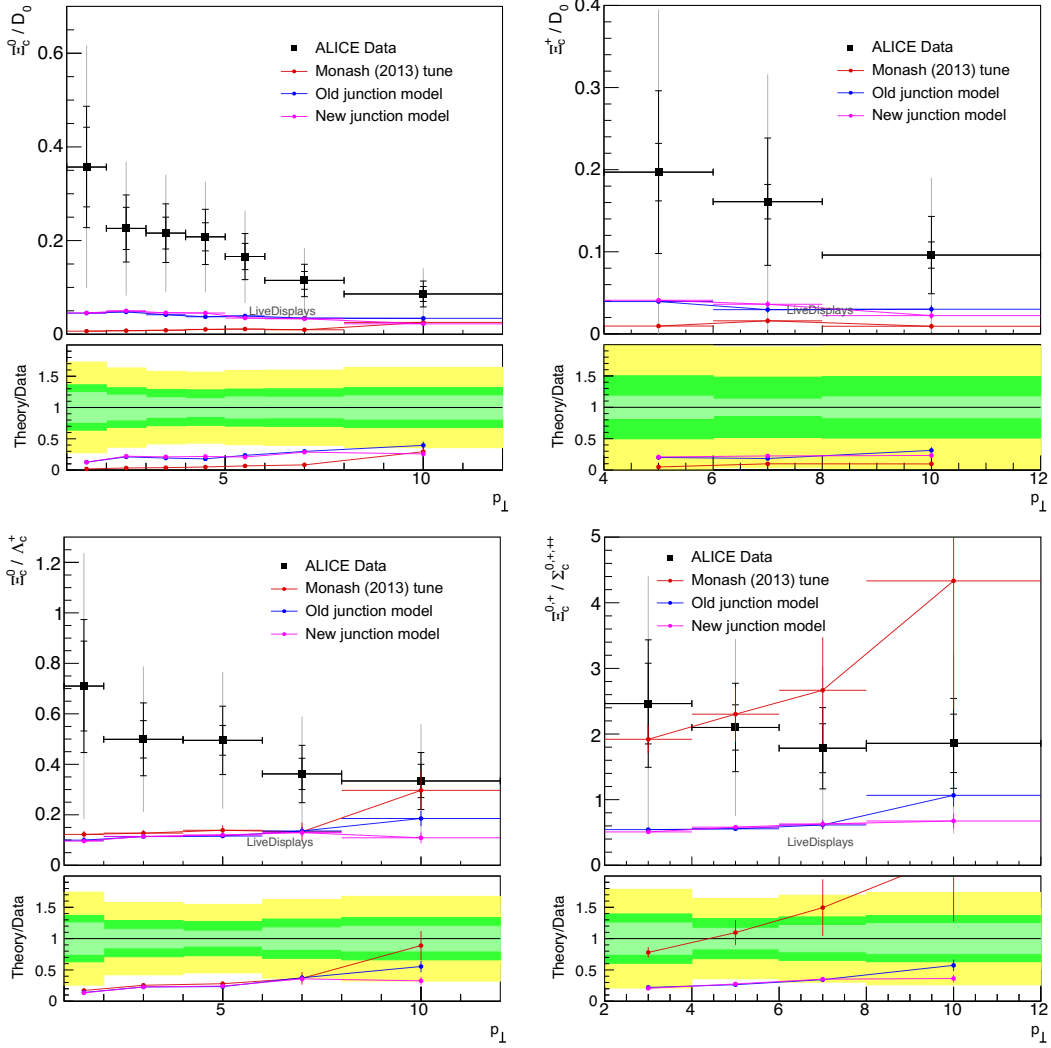 Ξc0 / D0
0.6
0.4
0.2
0
ALICE Data
Monash (2013) tune
Old junction model
New junction model
LiveDisplays
Theory/Data
1.5
1
0.5
0
5
10
p⊥
Ξc+ / D0
0.4
0.3
0.2
0.1
0
ALICE Data
Monash (2013) tune
Old junction model
New junction model
LiveDisplays
Theory/Data
1.5
1
0.5
0
4
6
8
10
12
p⊥
Ξc0 / Λc+
1.2
1
0.8
0.6
0.4
0.2
0
ALICE Data
Monash (2013) tune
Old junction model
New junction model
LiveDisplays
Theory/Data
1.5
1
0.5
0
5
10
p⊥
Ξc0,+ / Σc0,+,++
5
4
3
2
1
0
ALICE Data
Monash (2013) tune
Old junction model
New junction model
LiveDisplays
Theory/Data
1.5
1
0.5
0
2
4
6
8
10
12
p⊥